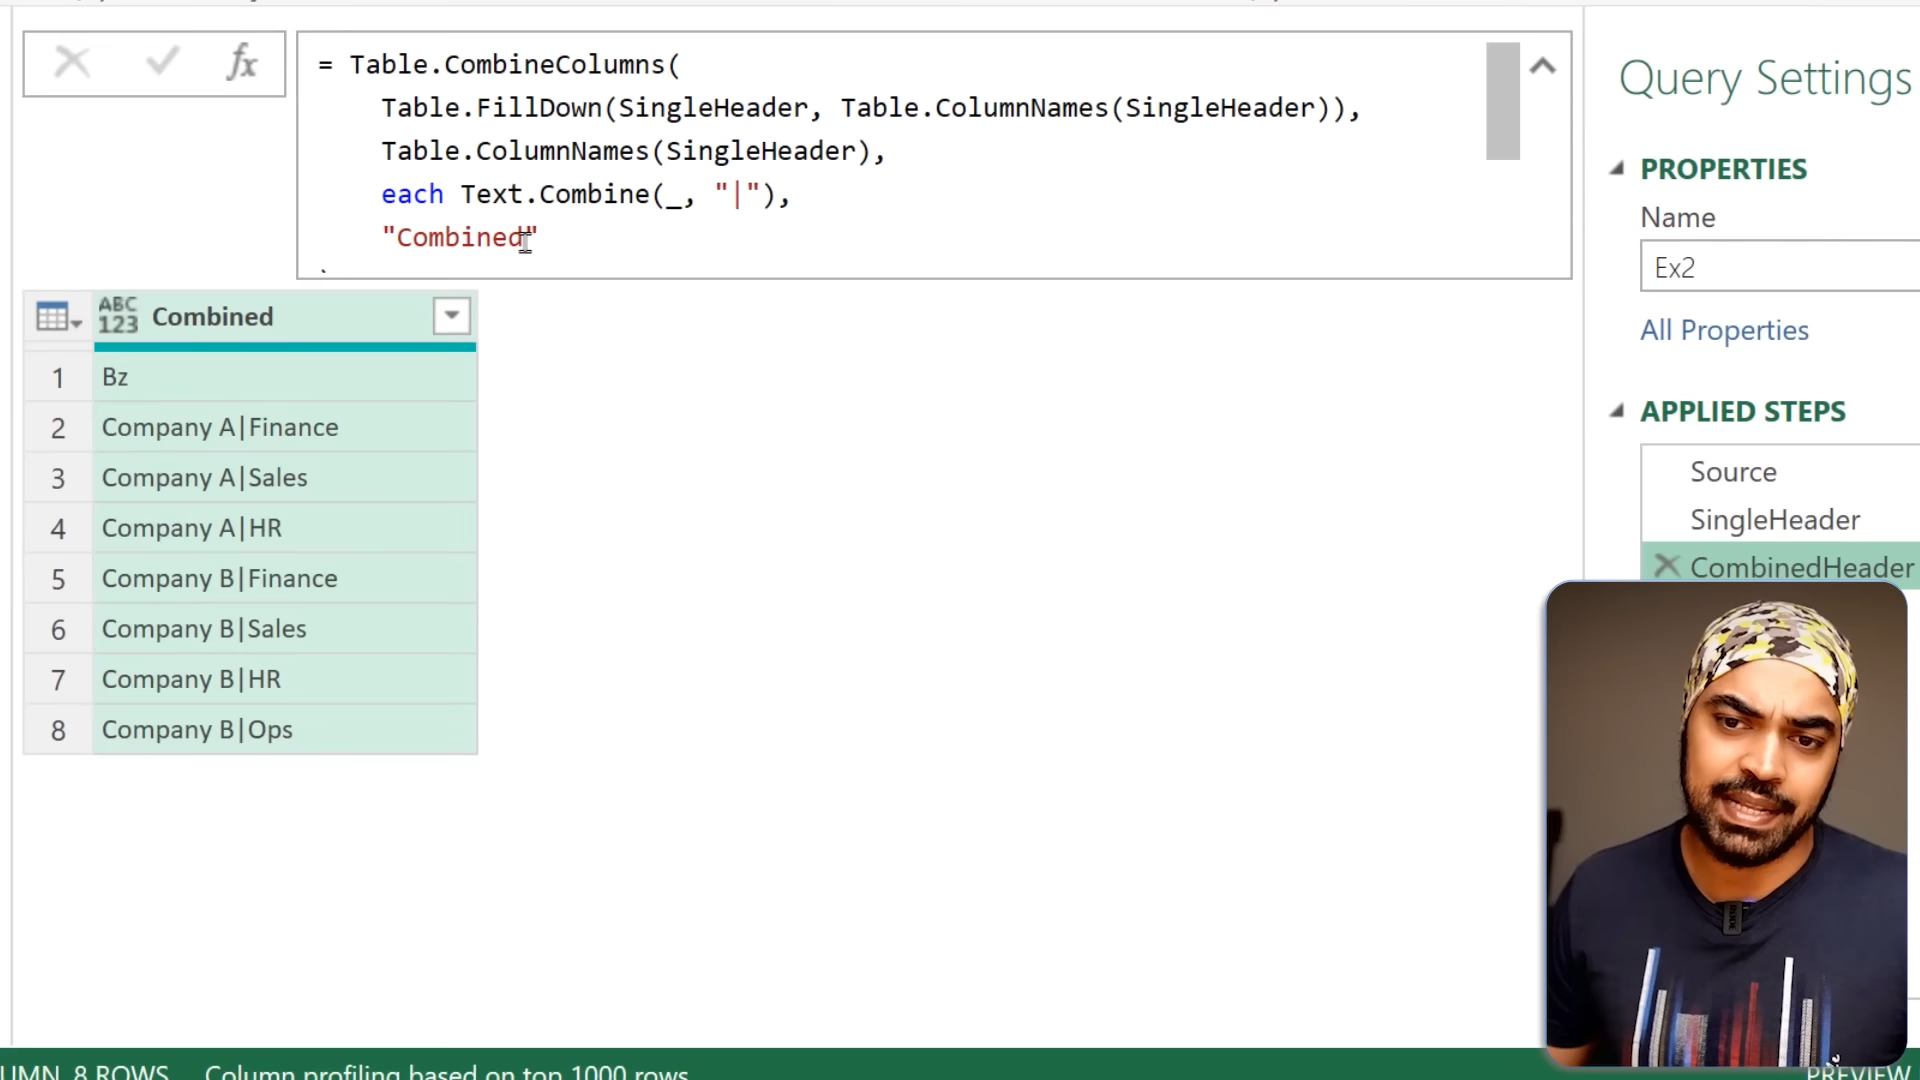 fx
= Table.CombineColumns(
Table.FillDown(SingleHeader, Table.ColumnNames(SingleHeader)),
Table.ColumnNames(SingleHeader),
each Text.Combine(_, "|"),
"Combined"
ABC
123
Combined
1 Bz
2 Company A|Finance
3 Company A|Sales
4 Company A|HR
5 Company B|Finance
6 Company B|Sales
7 Company B|HR
8 Company B|Ops
Query Settings
PROPERTIES
Name
Ex2
All Properties
APPLIED STEPS
Source
SingleHeader
CombinedHeader
UMN, 8 ROWS
Column profiling based on top 1000 rows
PREVIEW